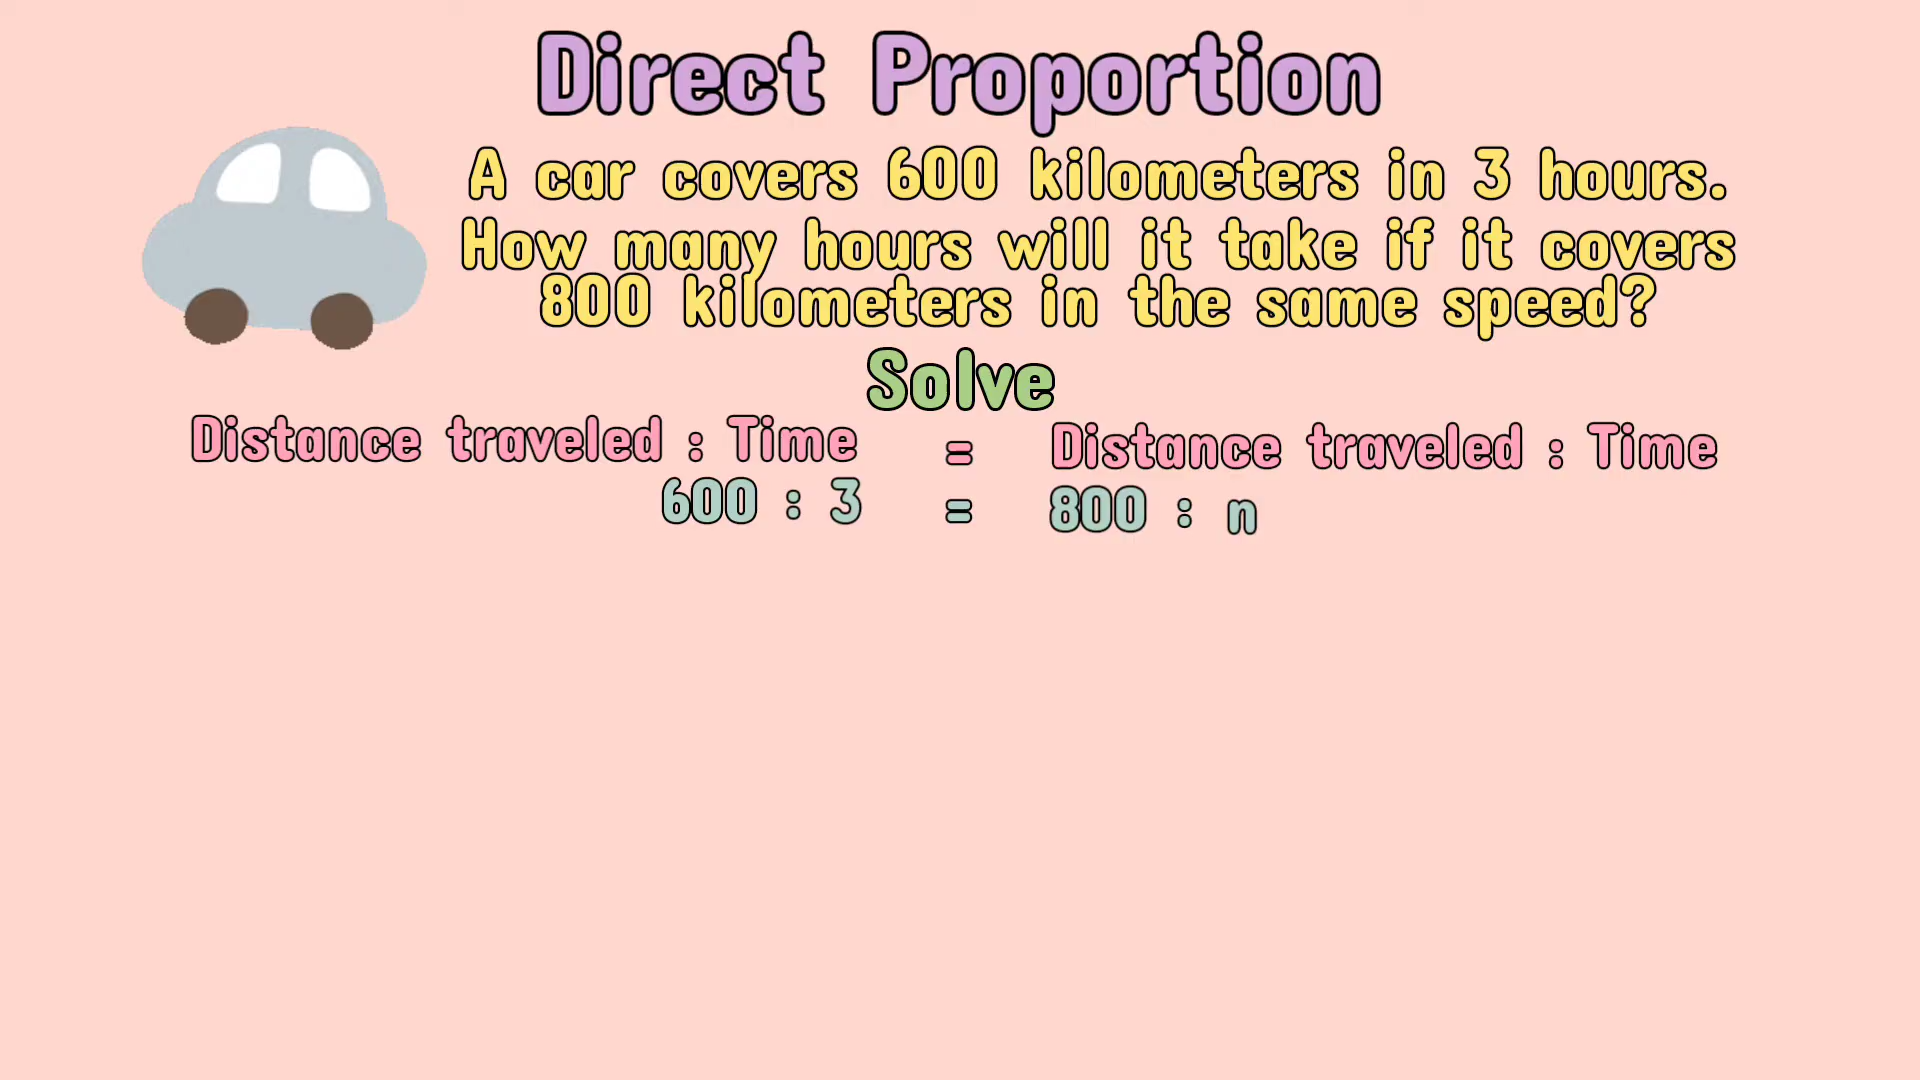 Direct Proportion
A car covers 600 kilometers in 3 hours.
How many hours will it take if it covers
800 kilometers in the same speed?
Solve
Distance traveled : Time = Distance traveled : Time
600 : 3 = 800 : n